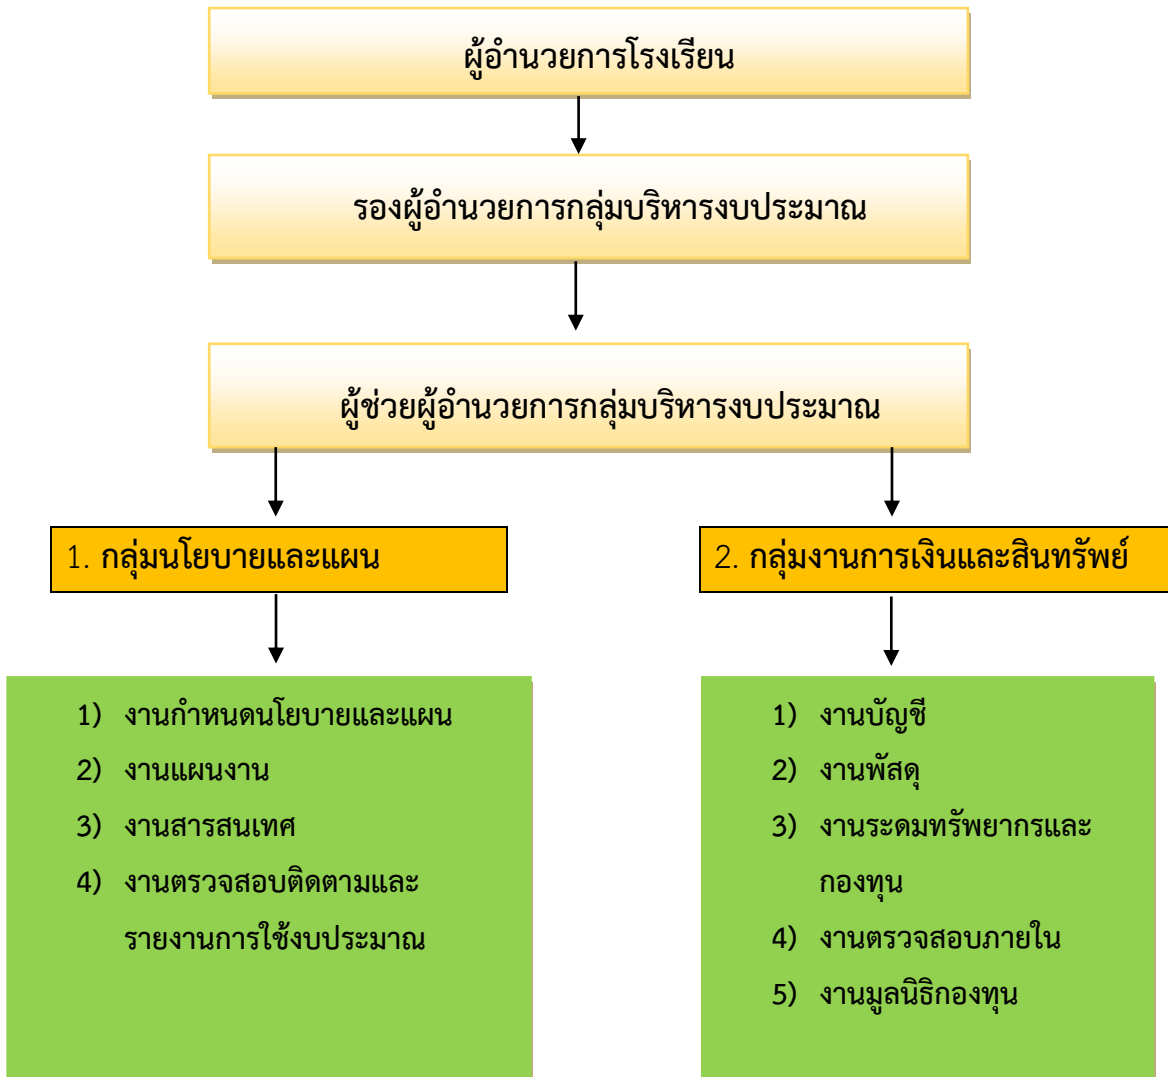 ผู้อำนวยการโรงเรียน
รองผู้อำนวยการกลุ่มบริหารงบประมาณ
ผู้ช่วยผู้อำนวยการกลุ่มบริหารงบประมาณ
1. กลุ่มนโยบายและแผน
1) งานกำหนดนโยบายและแผน
2) งานแผนงาน
3) งานสารสนเทศ
4) งานตรวจสอบติดตามและ
รายงานการใช้งบประมาณ
2. กลุ่มงานการเงินและสินทรัพย์
1) งานบัญชี
2) งานพัสดุ
3) งานระดมทรัพยากรและ
กองทุน
4) งานตรวจสอบภายใน
5) งานมูลนิธิกองทุน